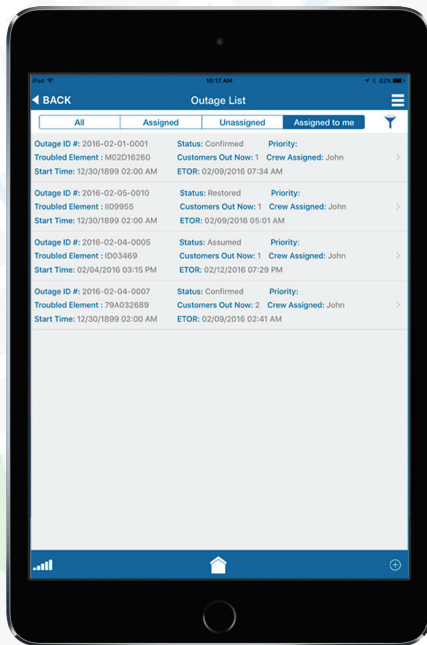 iPad 10:17 AM 82%
BACK Outage List
All Assigned Unassigned Assigned to me
Outage ID #: 2016-02-01-0001 Status: Confirmed Priority:
Troubled Element : M02D16260 Customers Out Now: 1 Crew Assigned: John
Start Time: 12/30/1899 02:00 AM ETOR: 02/09/2016 07:34 AM
Outage ID #: 2016-02-05-0010 Status: Restored Priority:
Troubled Element : II09955 Customers Out Now: 1 Crew Assigned: John
Start Time: 12/30/1899 02:00 AM ETOR: 02/09/2016 05:01 AM
Outage ID #: 2016-02-04-0005 Status: Assumed Priority:
Troubled Element : ID03469 Customers Out Now: 1 Crew Assigned: John
Start Time: 02/04/2016 03:15 PM ETOR: 02/12/2016 07:29 PM
Outage ID #: 2016-02-04-0007 Status: Confirmed Priority:
Troubled Element : 79A032689 Customers Out Now: 2 Crew Assigned: John
Start Time: 12/30/1899 02:00 AM ETOR: 02/09/2016 02:41 AM